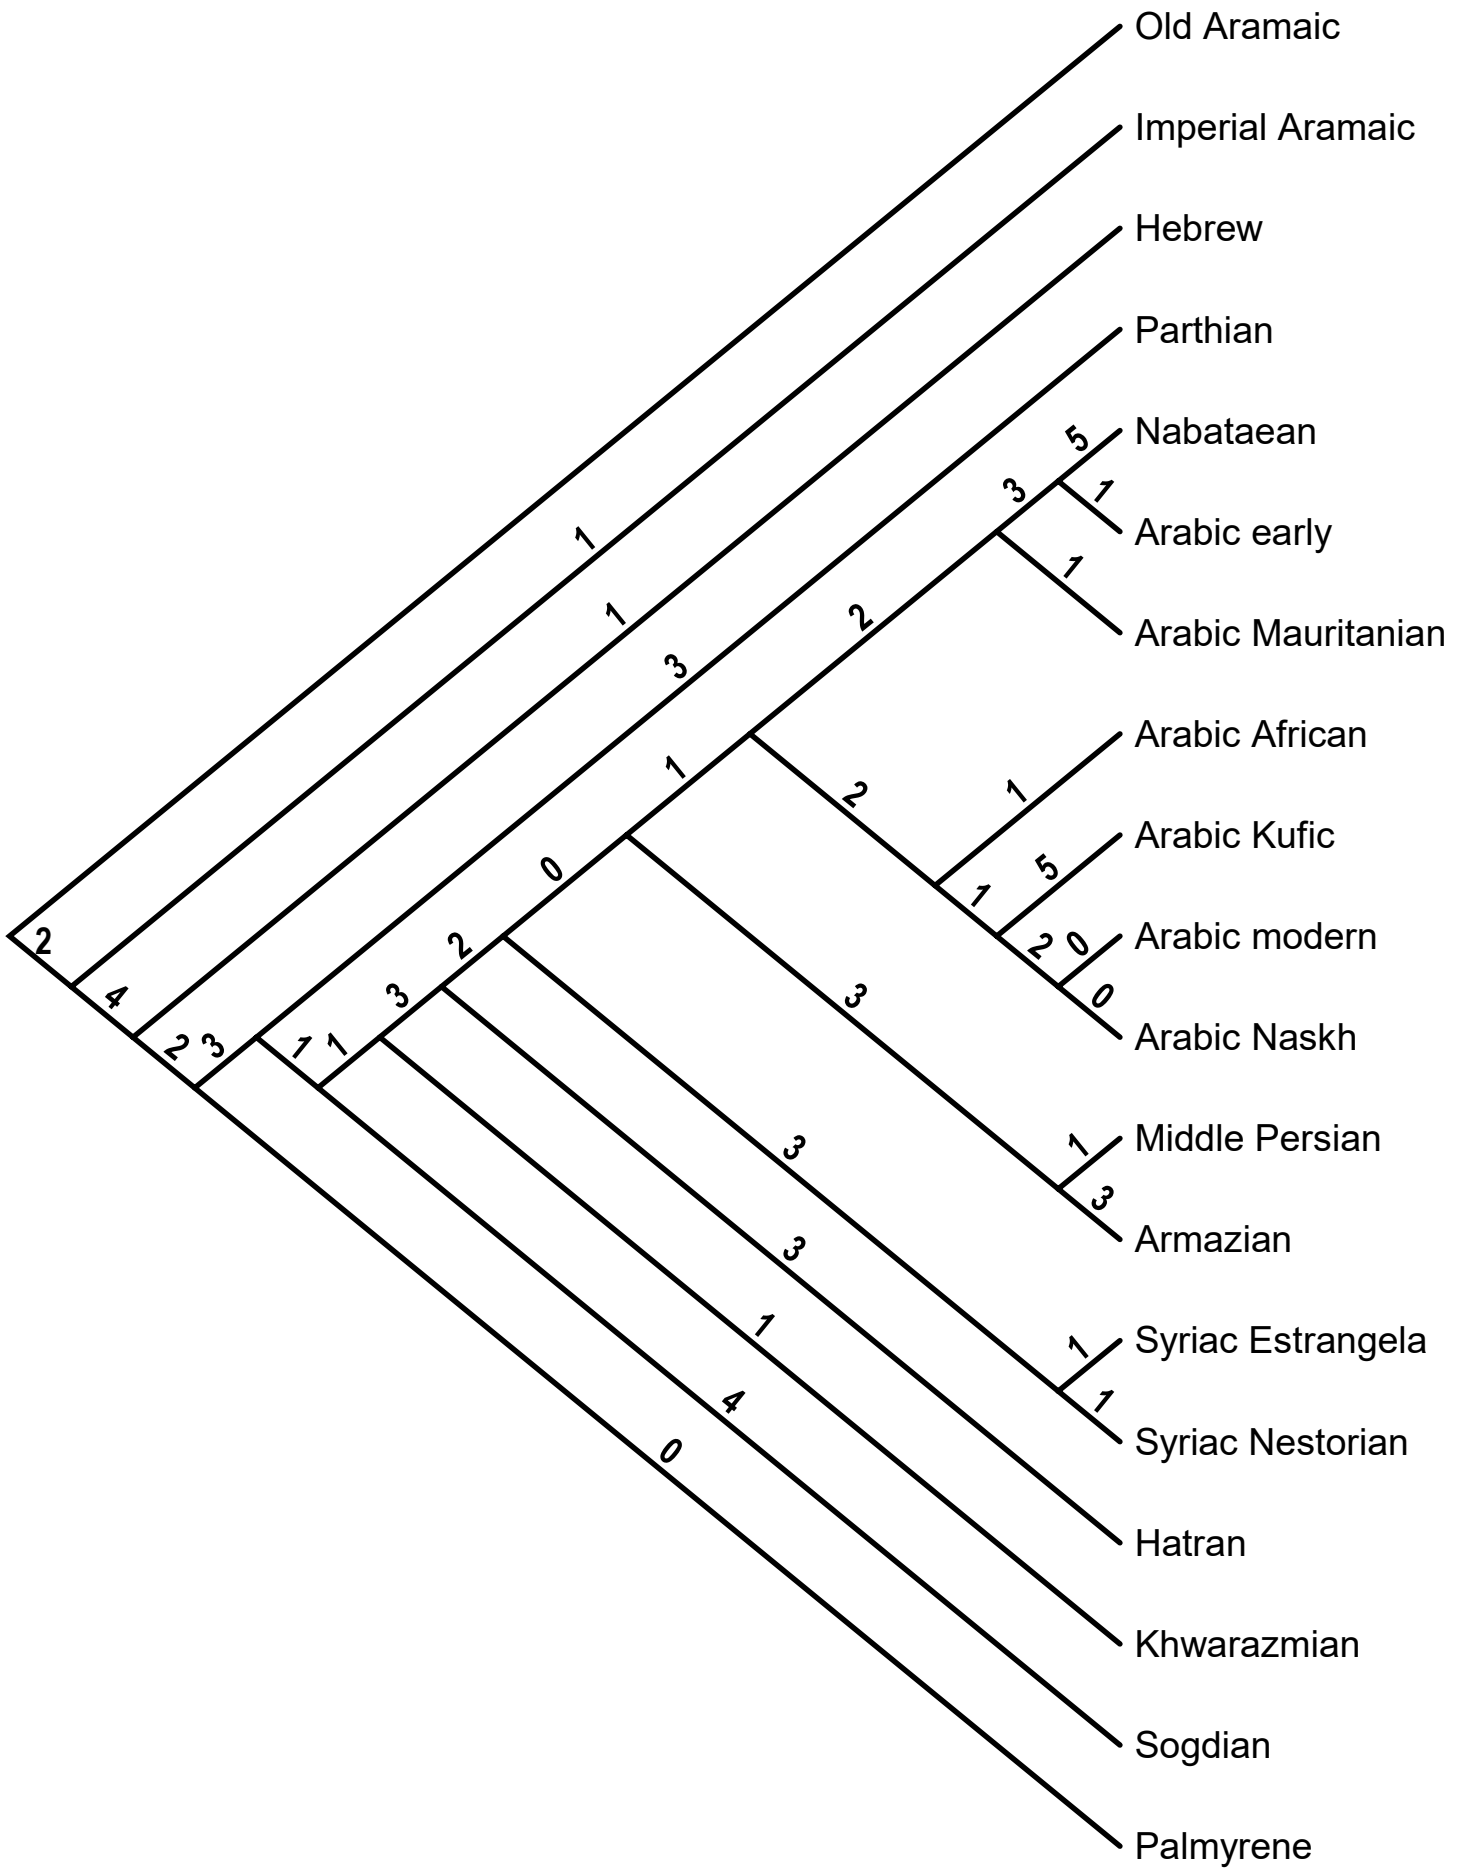 Old Aramaic
Imperial Aramaic
Hebrew
Parthian
5
Nabataean
3
1
Arabic early
1
1
Arabic Mauritanian
1
2
3
Arabic African
1
2
1
Arabic Kufic
0
5
1
Arabic modern
2
2
0
2
4
3
3
0
Arabic Naskh
2
3
1
1
1
Middle Persian
3
3
Armazian
3
1
Syriac Estrangela
1
1
Syriac Nestorian
4
0
Hatran
Khwarazmian
Sogdian
Palmyrene